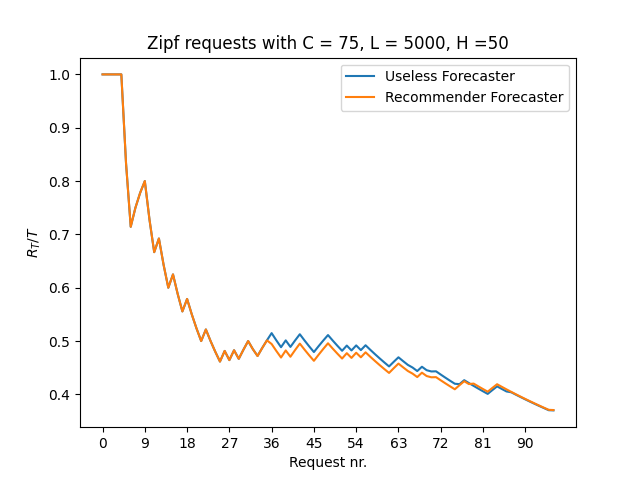 Zipf requests with C = 75, L = 5000, H =50
Useless Forecaster
Recommender Forecaster
1.0
0.9
0.8
0.7
0.6
0.5
0.4
R_T/T
0 9 18 27 36 45 54 63 72 81 90
Request nr.